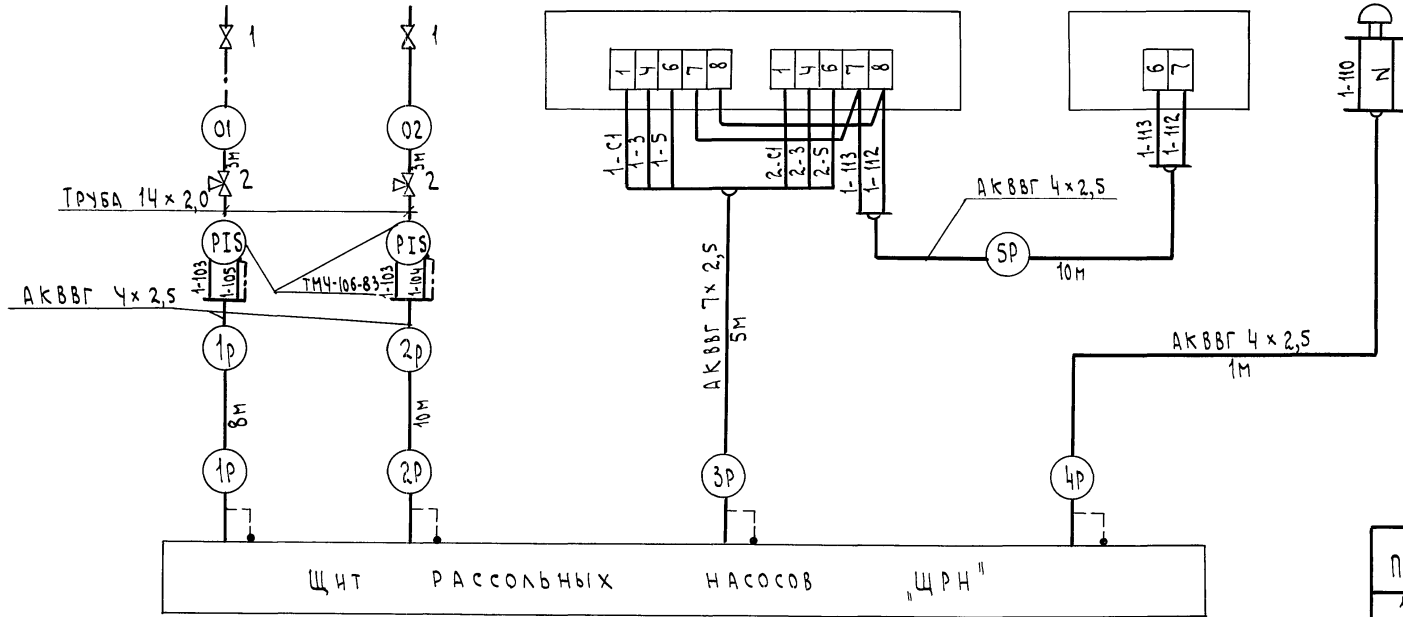 1
1
1 4 6 7 8
1 4 6 7 8
6 7
1-110
N
01
02
3м
3м
2
2
ТРУБА 14 × 2,0
1-С1
1-3
1-5
2-С1
2-3
2-5
1-113
1-112
1-113
1-112
АКВВГ 4 × 2,5
PIS
PIS
1-103
1-105
ТМ4-106-83
1-103
1-104
5Р
10м
АКВВГ 4 × 2,5
АКВВГ 7 × 2,5
5м
АКВВГ 4 × 2,5
1м
1р
2р
8м
10м
1Р
2Р
3Р
4Р
ЩИТ РАССОЛЬНЫХ НАСОСОВ „ЩРН"
П